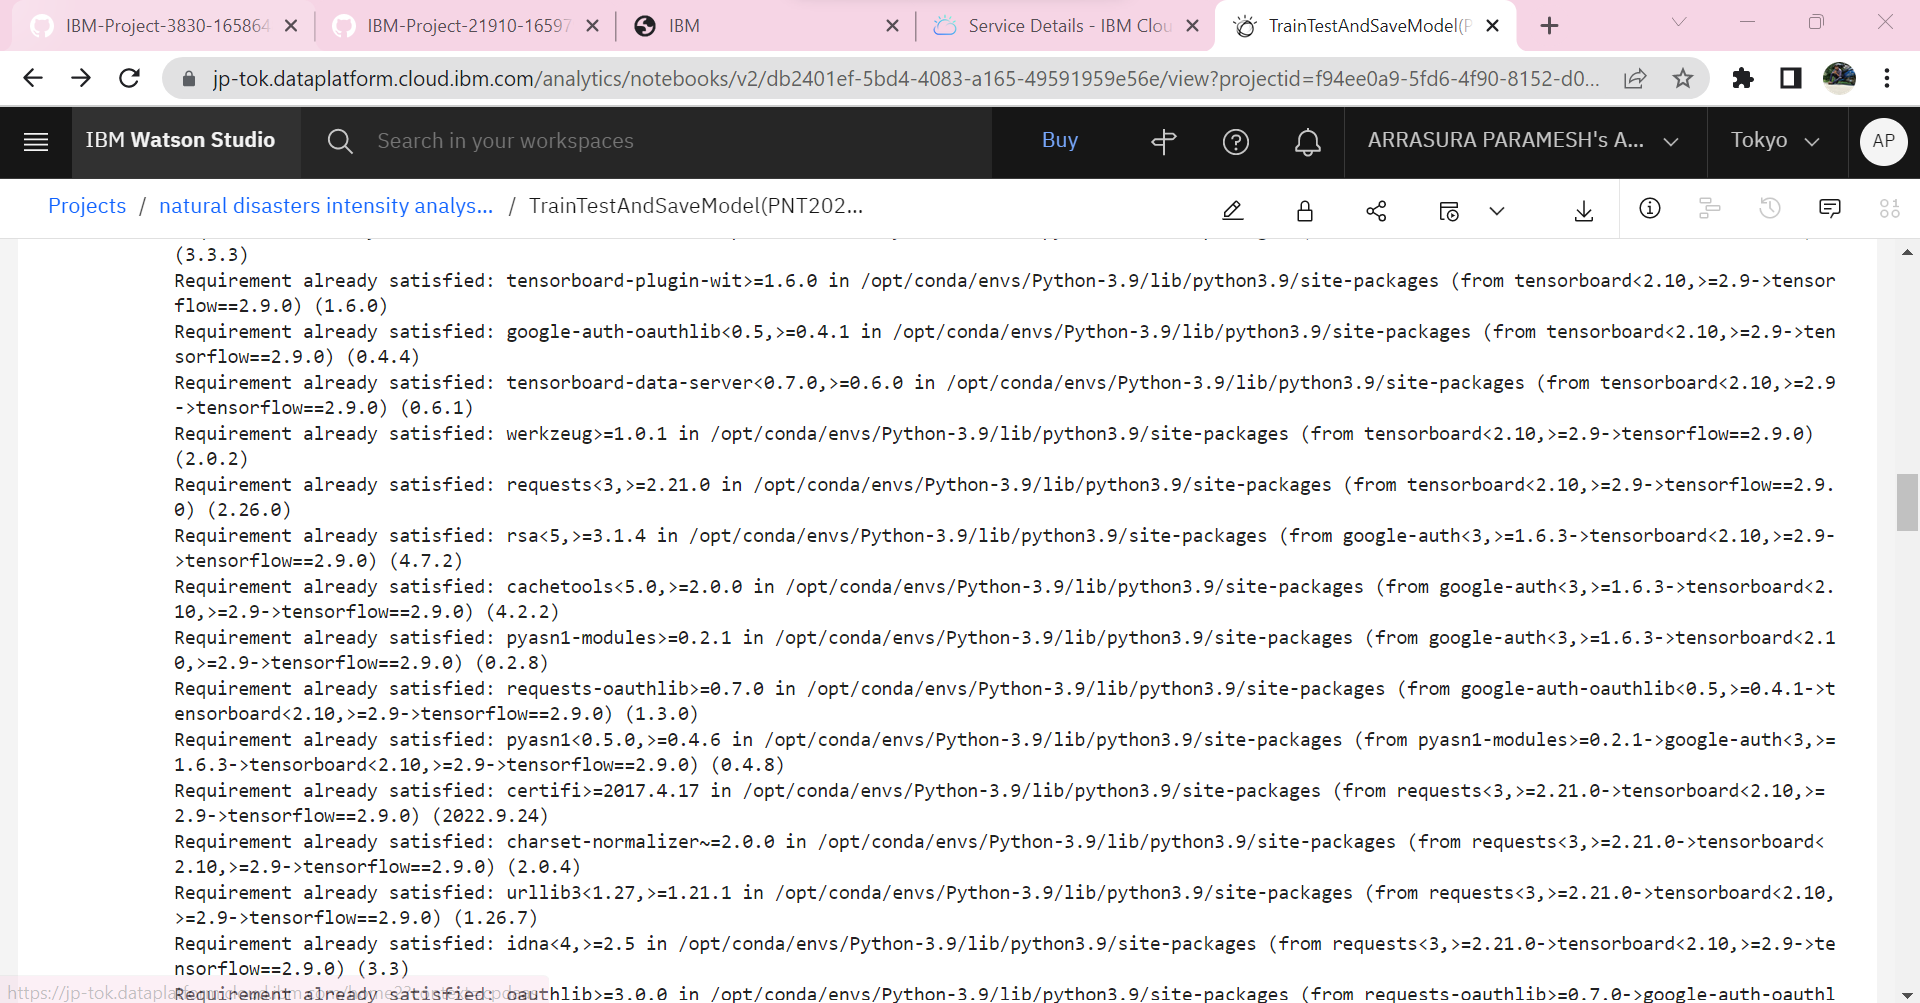 IBM-Project-3830-165864
IBM-Project-21910-16597
IBM
Service Details - IBM Clou
TrainTestAndSaveModel(P
jp-tok.dataplatform.cloud.ibm.com/analytics/notebooks/v2/db2401ef-5bd4-4083-a165-49591959e56e/view?projectid=f94ee0a9-5fd6-4f90-8152-d0...
IBM Watson Studio
Search in your workspaces
Buy
ARRASURA PARAMESH's A...
Tokyo
AP
Projects / natural disasters intensity analys... / TrainTestAndSaveModel(PNT202...
(3.3.3)
Requirement already satisfied: tensorboard-plugin-wit>=1.6.0 in /opt/conda/envs/Python-3.9/lib/python3.9/site-packages (from tensorboard<2.10,>=2.9->tensor
flow==2.9.0) (1.6.0)
Requirement already satisfied: google-auth-oauthlib<0.5,>=0.4.1 in /opt/conda/envs/Python-3.9/lib/python3.9/site-packages (from tensorboard<2.10,>=2.9->ten
sorflow==2.9.0) (0.4.4)
Requirement already satisfied: tensorboard-data-server<0.7.0,>=0.6.0 in /opt/conda/envs/Python-3.9/lib/python3.9/site-packages (from tensorboard<2.10,>=2.9
->tensorflow==2.9.0) (0.6.1)
Requirement already satisfied: werkzeug>=1.0.1 in /opt/conda/envs/Python-3.9/lib/python3.9/site-packages (from tensorboard<2.10,>=2.9->tensorflow==2.9.0)
(2.0.2)
Requirement already satisfied: requests<3,>=2.21.0 in /opt/conda/envs/Python-3.9/lib/python3.9/site-packages (from tensorboard<2.10,>=2.9->tensorflow==2.9.
0) (2.26.0)
Requirement already satisfied: rsa<5,>=3.1.4 in /opt/conda/envs/Python-3.9/lib/python3.9/site-packages (from google-auth<3,>=1.6.3->tensorboard<2.10,>=2.9-
>tensorflow==2.9.0) (4.7.2)
Requirement already satisfied: cachetools<5.0,>=2.0.0 in /opt/conda/envs/Python-3.9/lib/python3.9/site-packages (from google-auth<3,>=1.6.3->tensorboard<2.
10,>=2.9->tensorflow==2.9.0) (4.2.2)
Requirement already satisfied: pyasn1-modules>=0.2.1 in /opt/conda/envs/Python-3.9/lib/python3.9/site-packages (from google-auth<3,>=1.6.3->tensorboard<2.1
0,>=2.9->tensorflow==2.9.0) (0.2.8)
Requirement already satisfied: requests-oauthlib>=0.7.0 in /opt/conda/envs/Python-3.9/lib/python3.9/site-packages (from google-auth-oauthlib<0.5,>=0.4.1->t
ensorboard<2.10,>=2.9->tensorflow==2.9.0) (1.3.0)
Requirement already satisfied: pyasn1<0.5.0,>=0.4.6 in /opt/conda/envs/Python-3.9/lib/python3.9/site-packages (from pyasn1-modules>=0.2.1->google-auth<3,>=
1.6.3->tensorboard<2.10,>=2.9->tensorflow==2.9.0) (0.4.8)
Requirement already satisfied: certifi>=2017.4.17 in /opt/conda/envs/Python-3.9/lib/python3.9/site-packages (from requests<3,>=2.21.0->tensorboard<2.10,>=
2.9->tensorflow==2.9.0) (2022.9.24)
Requirement already satisfied: charset-normalizer~=2.0.0 in /opt/conda/envs/Python-3.9/lib/python3.9/site-packages (from requests<3,>=2.21.0->tensorboard<
2.10,>=2.9->tensorflow==2.9.0) (2.0.4)
Requirement already satisfied: urllib3<1.27,>=1.21.1 in /opt/conda/envs/Python-3.9/lib/python3.9/site-packages (from requests<3,>=2.21.0->tensorboard<2.10,
>=2.9->tensorflow==2.9.0) (1.26.7)
Requirement already satisfied: idna<4,>=2.5 in /opt/conda/envs/Python-3.9/lib/python3.9/site-packages (from requests<3,>=2.21.0->tensorboard<2.10,>=2.9->te
nsorflow==2.9.0) (3.3)
Requirement already satisfied: oauthlib>=3.0.0 in /opt/conda/envs/Python-3.9/lib/python3.9/site-packages (from requests-oauthlib>=0.7.0->google-auth-oauthl